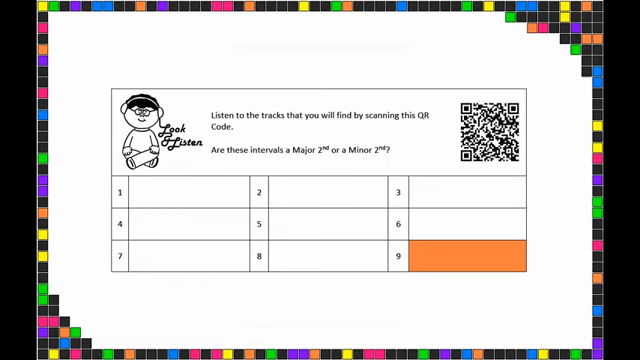 Look
Listen
Listen to the tracks that you will find by scanning this QR
Code.
Are these intervals a Major 2nd or a Minor 2nd?
1 2 3
4 5 6
7 8 9